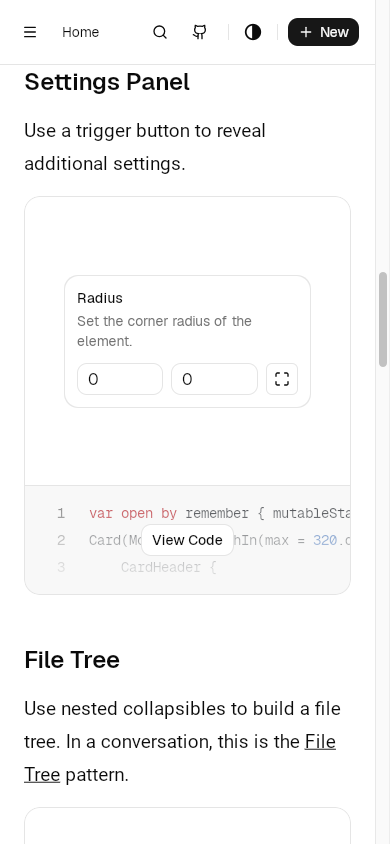 Home
New
Settings Panel
Use a trigger button to reveal
additional settings.
Radius
Set the corner radius of the
element.
0 0
1 var open by remember { mutableSta
2 Card(Mo hIn(max = 320.d
View Code
3 CardHeader {
File Tree
Use nested collapsibles to build a file
tree. In a conversation, this is the File
Tree pattern.